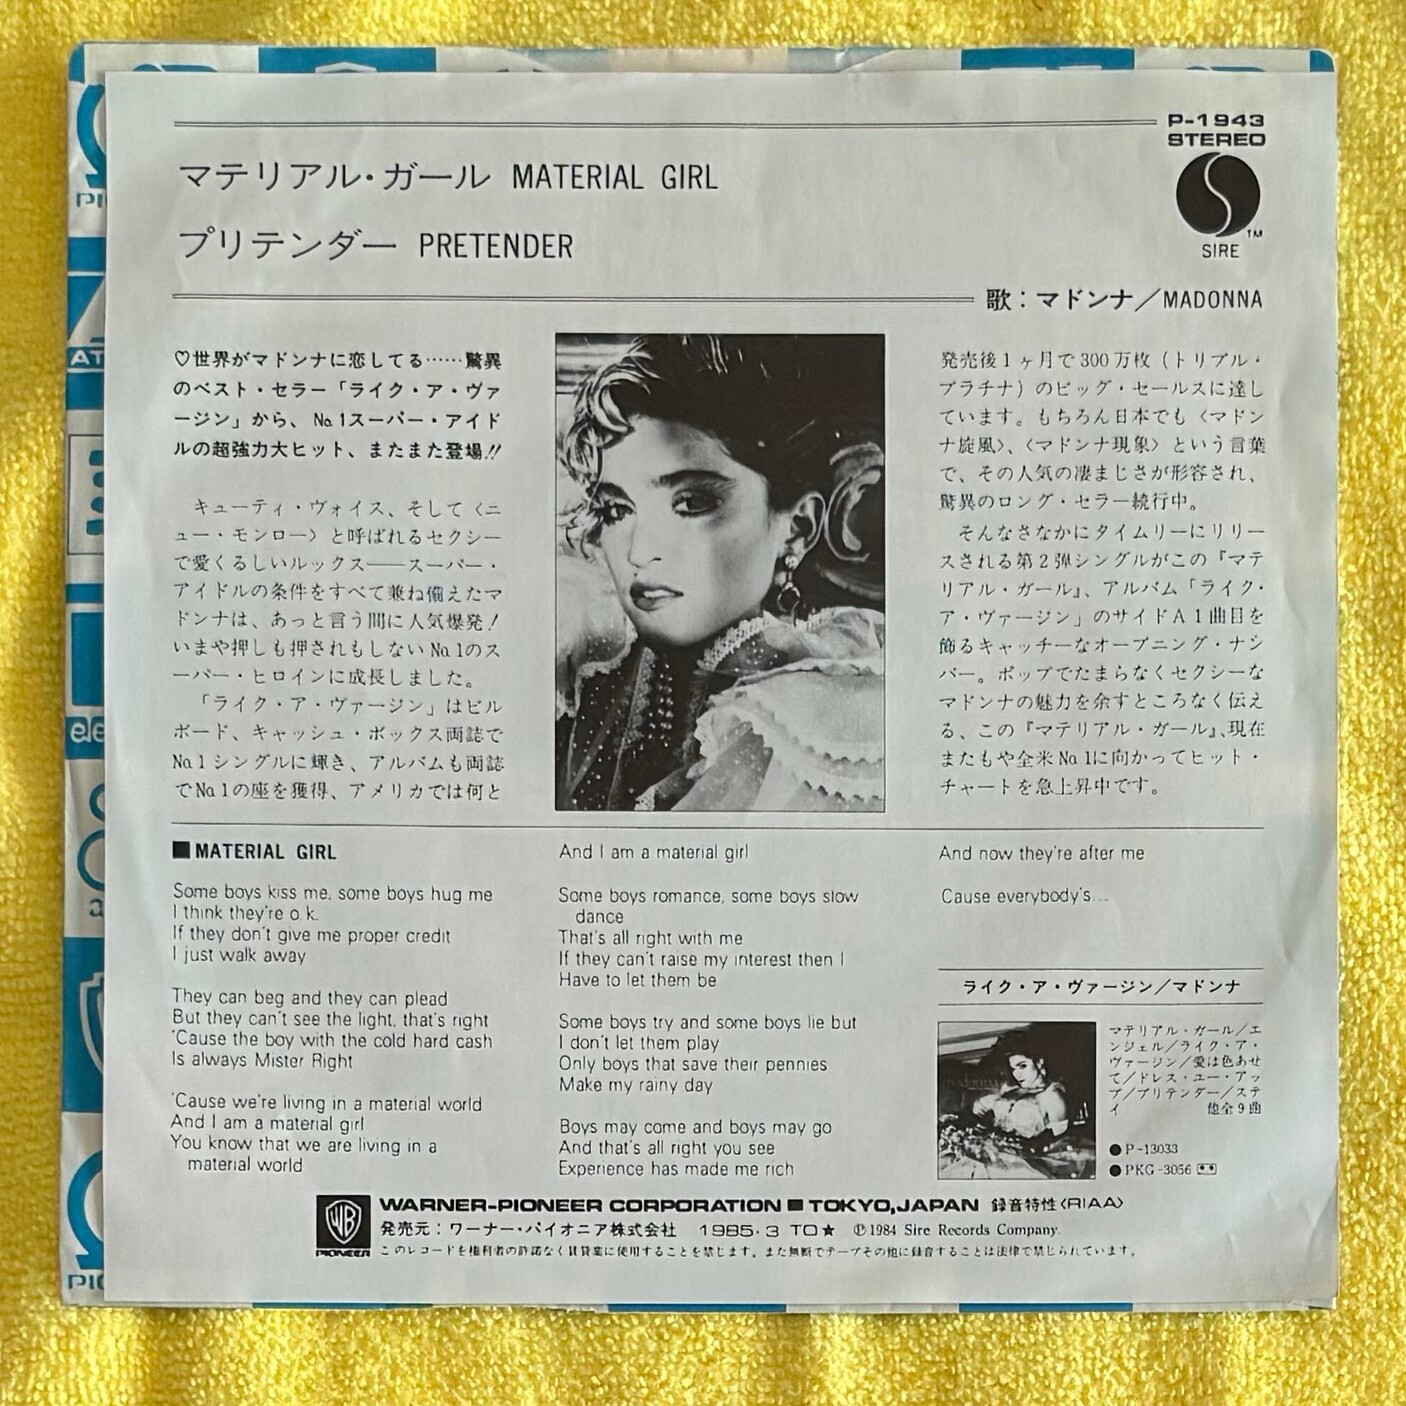 P-1943
STEREO
マテリアル・ガール MATERIAL GIRL
プリテンダー PRETENDER
SIRE
歌：マドンナ／MADONNA
♡世界がマドンナに恋してる……驚異
のベスト・セラー「ライク・ア・ヴァ
ージン」から、No.1スーパー・アイド
ルの超強力大ヒット、またまた登場!!
キューティ・ヴォイス、そして〈ニ
ュー・モンロー〉と呼ばれるセクシー
で愛くるしいルックス――スーパー・
アイドルの条件をすべて兼ね備えたマ
ドンナは、あっと言う間に人気爆発！
いまや押しも押されもしないNo.1のス
ーパー・ヒロインに成長しました。
「ライク・ア・ヴァージン」はビル
ボード、キャッシュ・ボックス両誌で
No.1シングルに輝き、アルバムも両誌
でNo.1の座を獲得、アメリカでは何と
発売後1ヶ月で300万枚（トリプル・
プラチナ）のビッグ・セールスに達し
ています。もちろん日本でも〈マドン
ナ旋風〉、〈マドンナ現象〉という言葉
で、その人気の凄まじさが形容され、
驚異のロング・セラー続行中。
そんなさなかにタイムリーにリリー
スされる第2弾シングルがこの『マテ
リアル・ガール』、アルバム「ライク・
ア・ヴァージン」のサイドA1曲目を
飾るキャッチーなオープニング・ナン
バー。ポップでたまらなくセクシーな
マドンナの魅力を余すところなく伝え
る、この『マテリアル・ガール』、現在
またもや全米No.1に向かってヒット・
チャートを急上昇中です。
■MATERIAL GIRL
Some boys kiss me, some boys hug me
I think they're o.k.
If they don't give me proper credit
I just walk away
They can beg and they can plead
But they can't see the light, that's right
'Cause the boy with the cold hard cash
Is always Mister Right
'Cause we're living in a material world
And I am a material girl
You know that we are living in a
material world
And I am a material girl
Some boys romance, some boys slow
dance
That's all right with me
If they can't raise my interest then I
Have to let them be
Some boys try and some boys lie but
I don't let them play
Only boys that save their pennies
Make my rainy day
Boys may come and boys may go
And that's all right you see
Experience has made me rich
And now they're after me
Cause everybody's...
ライク・ア・ヴァージン／マドンナ
マテリアル・ガール／エ
ンジェル／ライク・ア・
ヴァージン／愛は色あせ
て／ドレス・ユー・アッ
プ／プリテンダー／ステ
イ 他全9曲
●P-13033
●PKG-3056
PIONEER
WARNER-PIONEER CORPORATION ■ TOKYO, JAPAN 録音特性〈RIAA〉
発売元：ワーナー・パイオニア株式会社 1985・3 TO★ ℗1984 Sire Records Company.
このレコードを権利者の許諾なく賃貸業に使用することを禁じます。また無断でテープその他に録音することは法律で禁じられています。